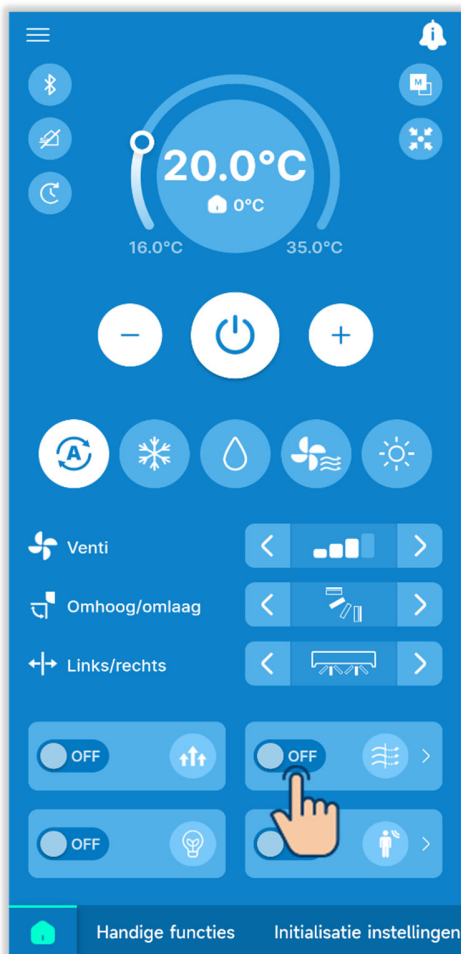 M
20.0°C
0°C
16.0°C
35.0°C
A
Venti
Omhoog/omlaag
Links/rechts
OFF
OFF
OFF
Handige functies
Initialisatie instellingen